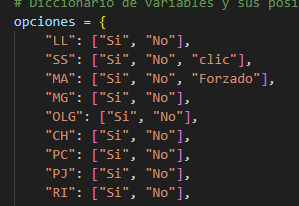 # Diccionario de variables y sus posi
opciones = {
"LL": ["Si", "No"],
"SS": ["Si", "No", "clic"],
"MA": ["Si", "No", "Forzado"],
"MG": ["Si", "No"],
"OLG": ["Si", "No"],
"CH": ["Si", "No"],
"PC": ["Si", "No"],
"PJ": ["Si", "No"],
"RI": ["Si", "No"],